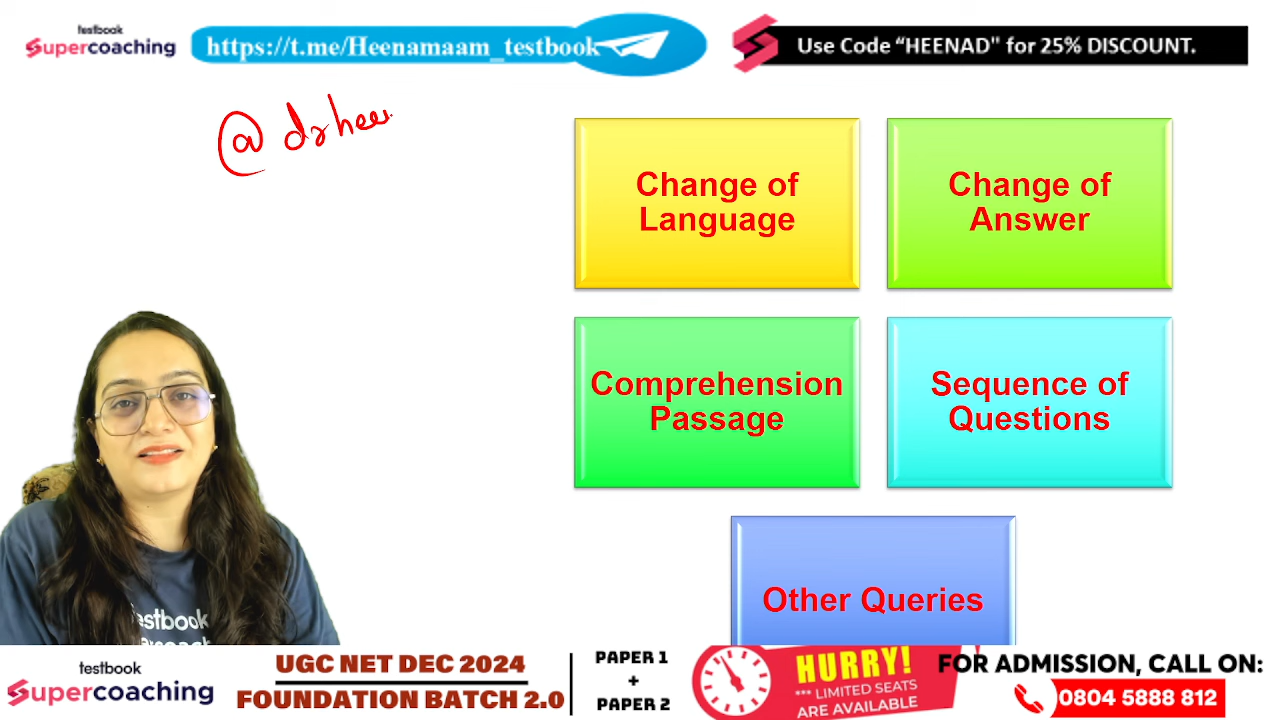 testbook
Supercoaching
https://t.me/Heenamaam_testbook
Use Code “HEENAD" for 25% DISCOUNT.
@drhee
Change of
Language
Change of
Answer
Comprehension
Passage
Sequence of
Questions
Other Queries
testbook
testbook
Supercoaching
UGC NET DEC 2024
FOUNDATION BATCH 2.0
PAPER 1
+
PAPER 2
HURRY!
*** LIMITED SEATS
ARE AVAILABLE
FOR ADMISSION, CALL ON:
0804 5888 812